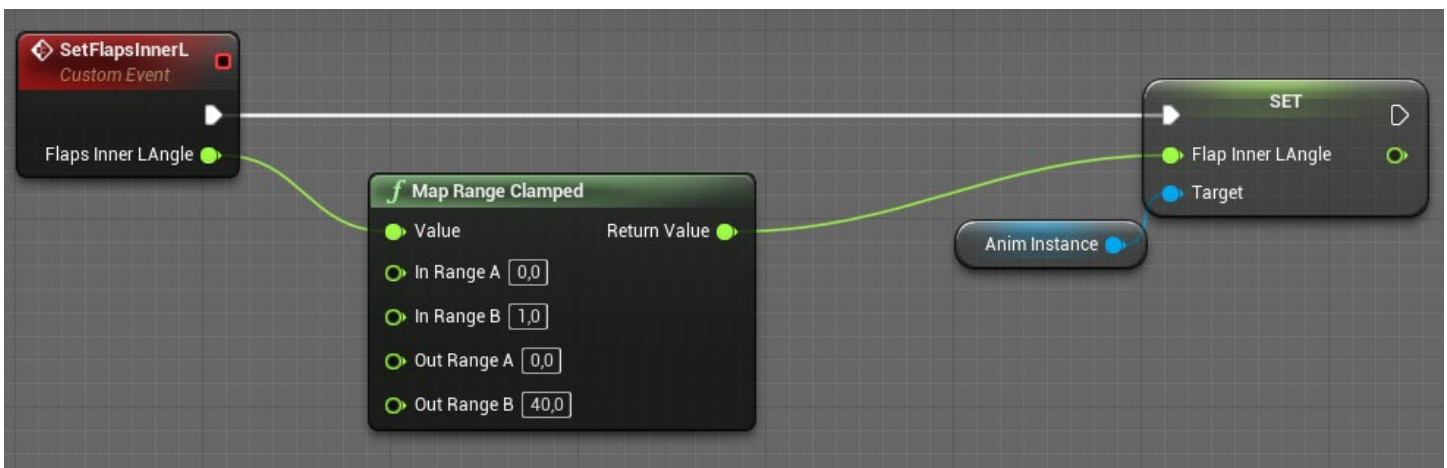 SetFlapsInnerL
Custom Event
Flaps Inner LAngle
f Map Range Clamped
Value Return Value
In Range A 0,0
In Range B 1,0
Out Range A 0,0
Out Range B 40,0
Anim Instance
SET
Flap Inner LAngle
Target